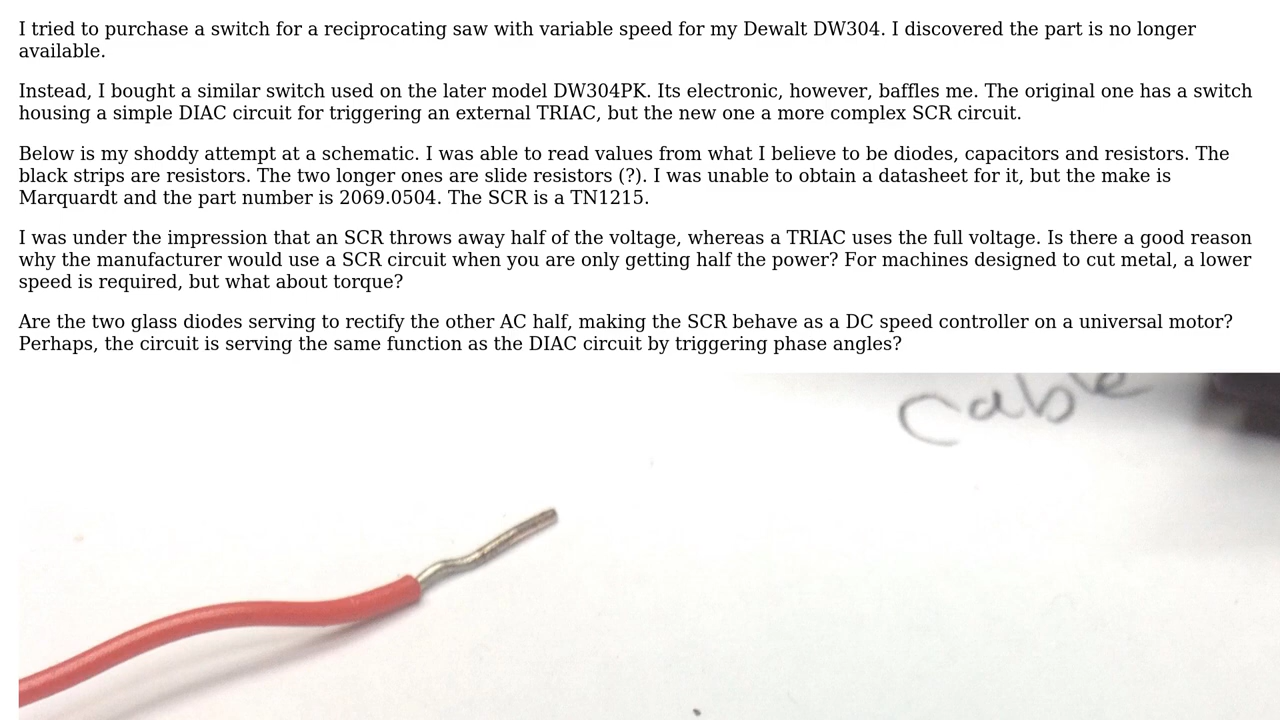 I tried to purchase a switch for a reciprocating saw with variable speed for my Dewalt DW304. I discovered the part is no longer
available.
Instead, I bought a similar switch used on the later model DW304PK. Its electronic, however, baffles me. The original one has a switch
housing a simple DIAC circuit for triggering an external TRIAC, but the new one a more complex SCR circuit.
Below is my shoddy attempt at a schematic. I was able to read values from what I believe to be diodes, capacitors and resistors. The
black strips are resistors. The two longer ones are slide resistors (?). I was unable to obtain a datasheet for it, but the make is
Marquardt and the part number is 2069.0504. The SCR is a TN1215.
I was under the impression that an SCR throws away half of the voltage, whereas a TRIAC uses the full voltage. Is there a good reason
why the manufacturer would use a SCR circuit when you are only getting half the power? For machines designed to cut metal, a lower
speed is required, but what about torque?
Are the two glass diodes serving to rectify the other AC half, making the SCR behave as a DC speed controller on a universal motor?
Perhaps, the circuit is serving the same function as the DIAC circuit by triggering phase angles?
Cable